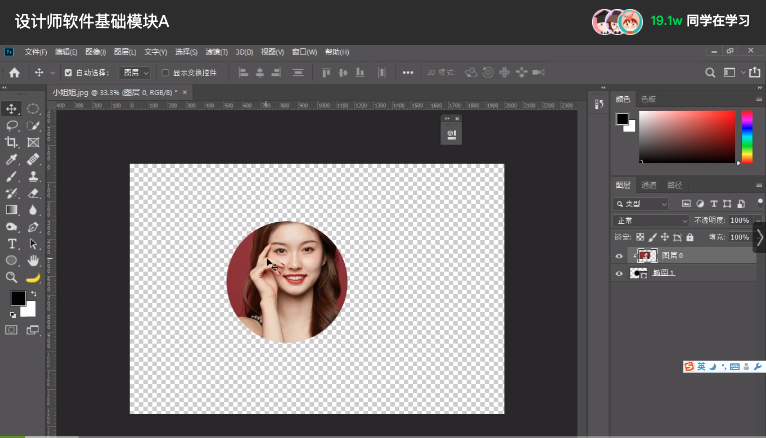 设计师软件基础模块A
19.1w 同学在学习
Ps 文件(F) 编辑(E) 图像(I) 图层(L) 文字(Y) 选择(S) 滤镜(T) 3D(D) 视图(V) 窗口(W) 帮助(H)
自动选择: 图层 显示变换控件 3D 模式:
小姐姐.jpg @ 33.3% (图层 0, RGB/8) *
颜色 色板
图层 通道 路径
类型
正常 不透明度: 100%
锁定: 填充: 100%
图层 0
椭圆 1
英